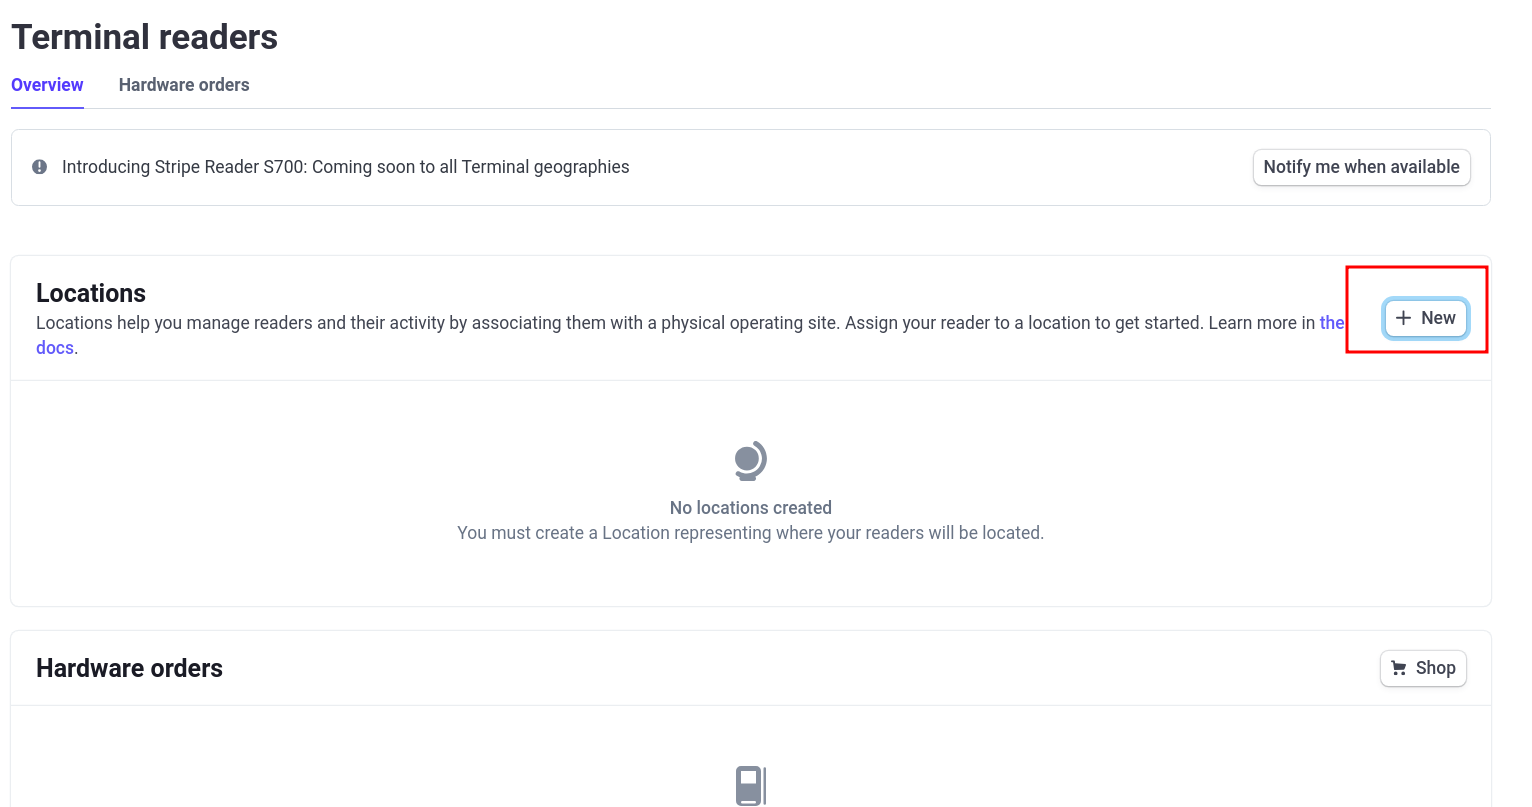 Terminal readers
Overview Hardware orders
Introducing Stripe Reader S700: Coming soon to all Terminal geographies
Notify me when available
Locations
Locations help you manage readers and their activity by associating them with a physical operating site. Assign your reader to a location to get started. Learn more in the
docs.
New
No locations created
You must create a Location representing where your readers will be located.
Hardware orders
Shop